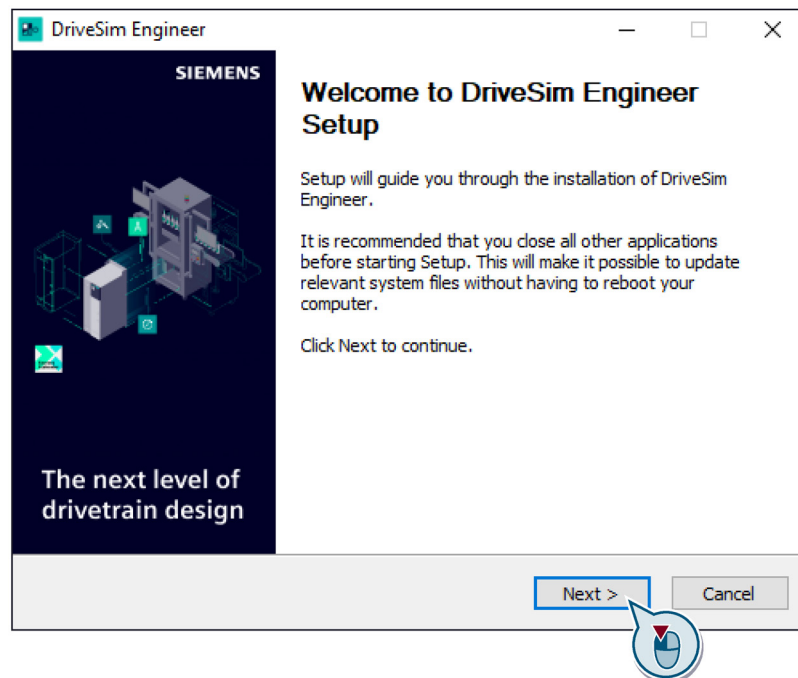 DriveSim Engineer
SIEMENS
The next level of
drivetrain design
Welcome to DriveSim Engineer
Setup
Setup will guide you through the installation of DriveSim
Engineer.
It is recommended that you close all other applications
before starting Setup. This will make it possible to update
relevant system files without having to reboot your
computer.
Click Next to continue.
Next >
Cancel